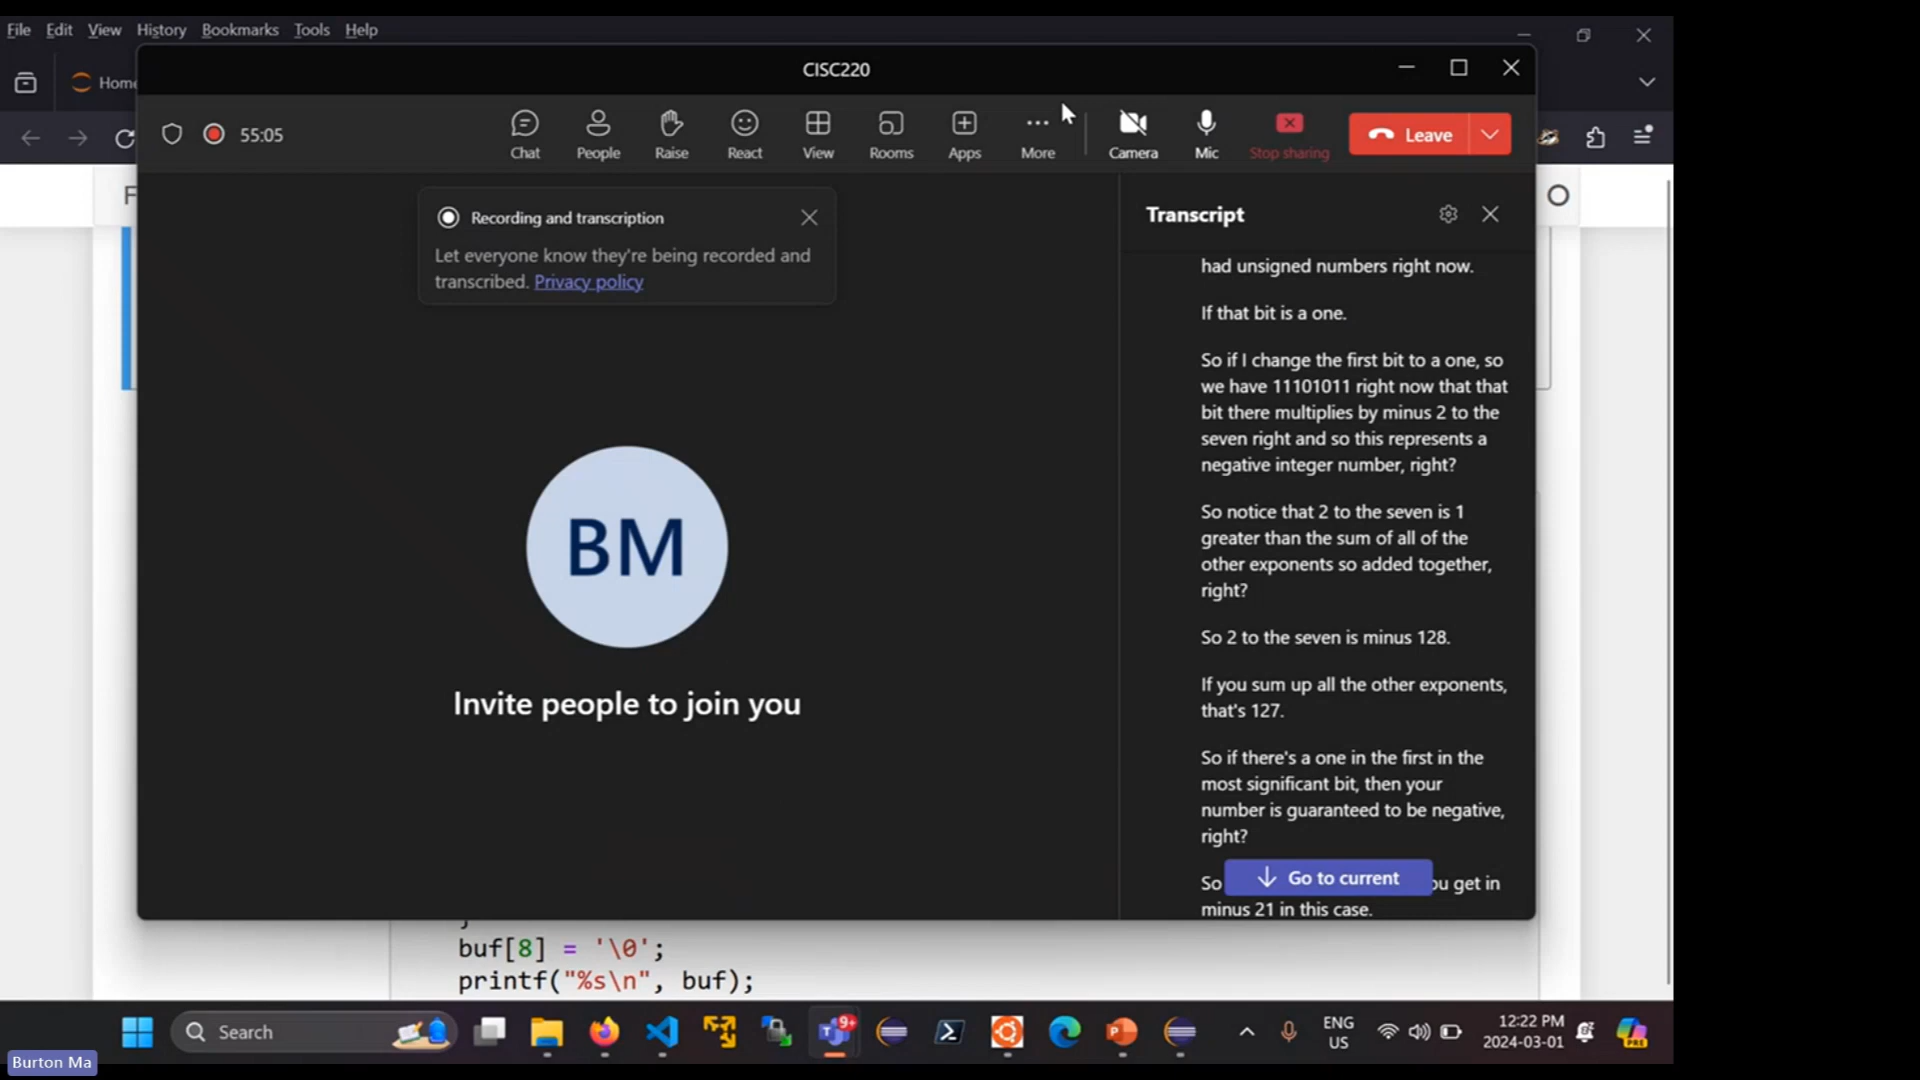 File Edit View History Bookmarks Tools Help
CISC220
Home
55:05
Chat People Raise React View Rooms Apps More Camera Mic Stop sharing Leave
F
Recording and transcription
Let everyone know they're being recorded and
transcribed. Privacy policy
BM
Invite people to join you
Transcript
had unsigned numbers right now.
If that bit is a one.
So if I change the first bit to a one, so
we have 11101011 right now that that
bit there multiplies by minus 2 to the
seven right and so this represents a
negative integer number, right?
So notice that 2 to the seven is 1
greater than the sum of all of the
other exponents so added together,
right?
So 2 to the seven is minus 128.
If you sum up all the other exponents,
that's 127.
So if there's a one in the first in the
most significant bit, then your
number is guaranteed to be negative,
right?
So ou get in
Go to current
minus 21 in this case.
buf[8] = '\0';
printf("%s\n", buf);
Search
9+
ENG
US
12:22 PM
2024-03-01
PRE
Burton Ma